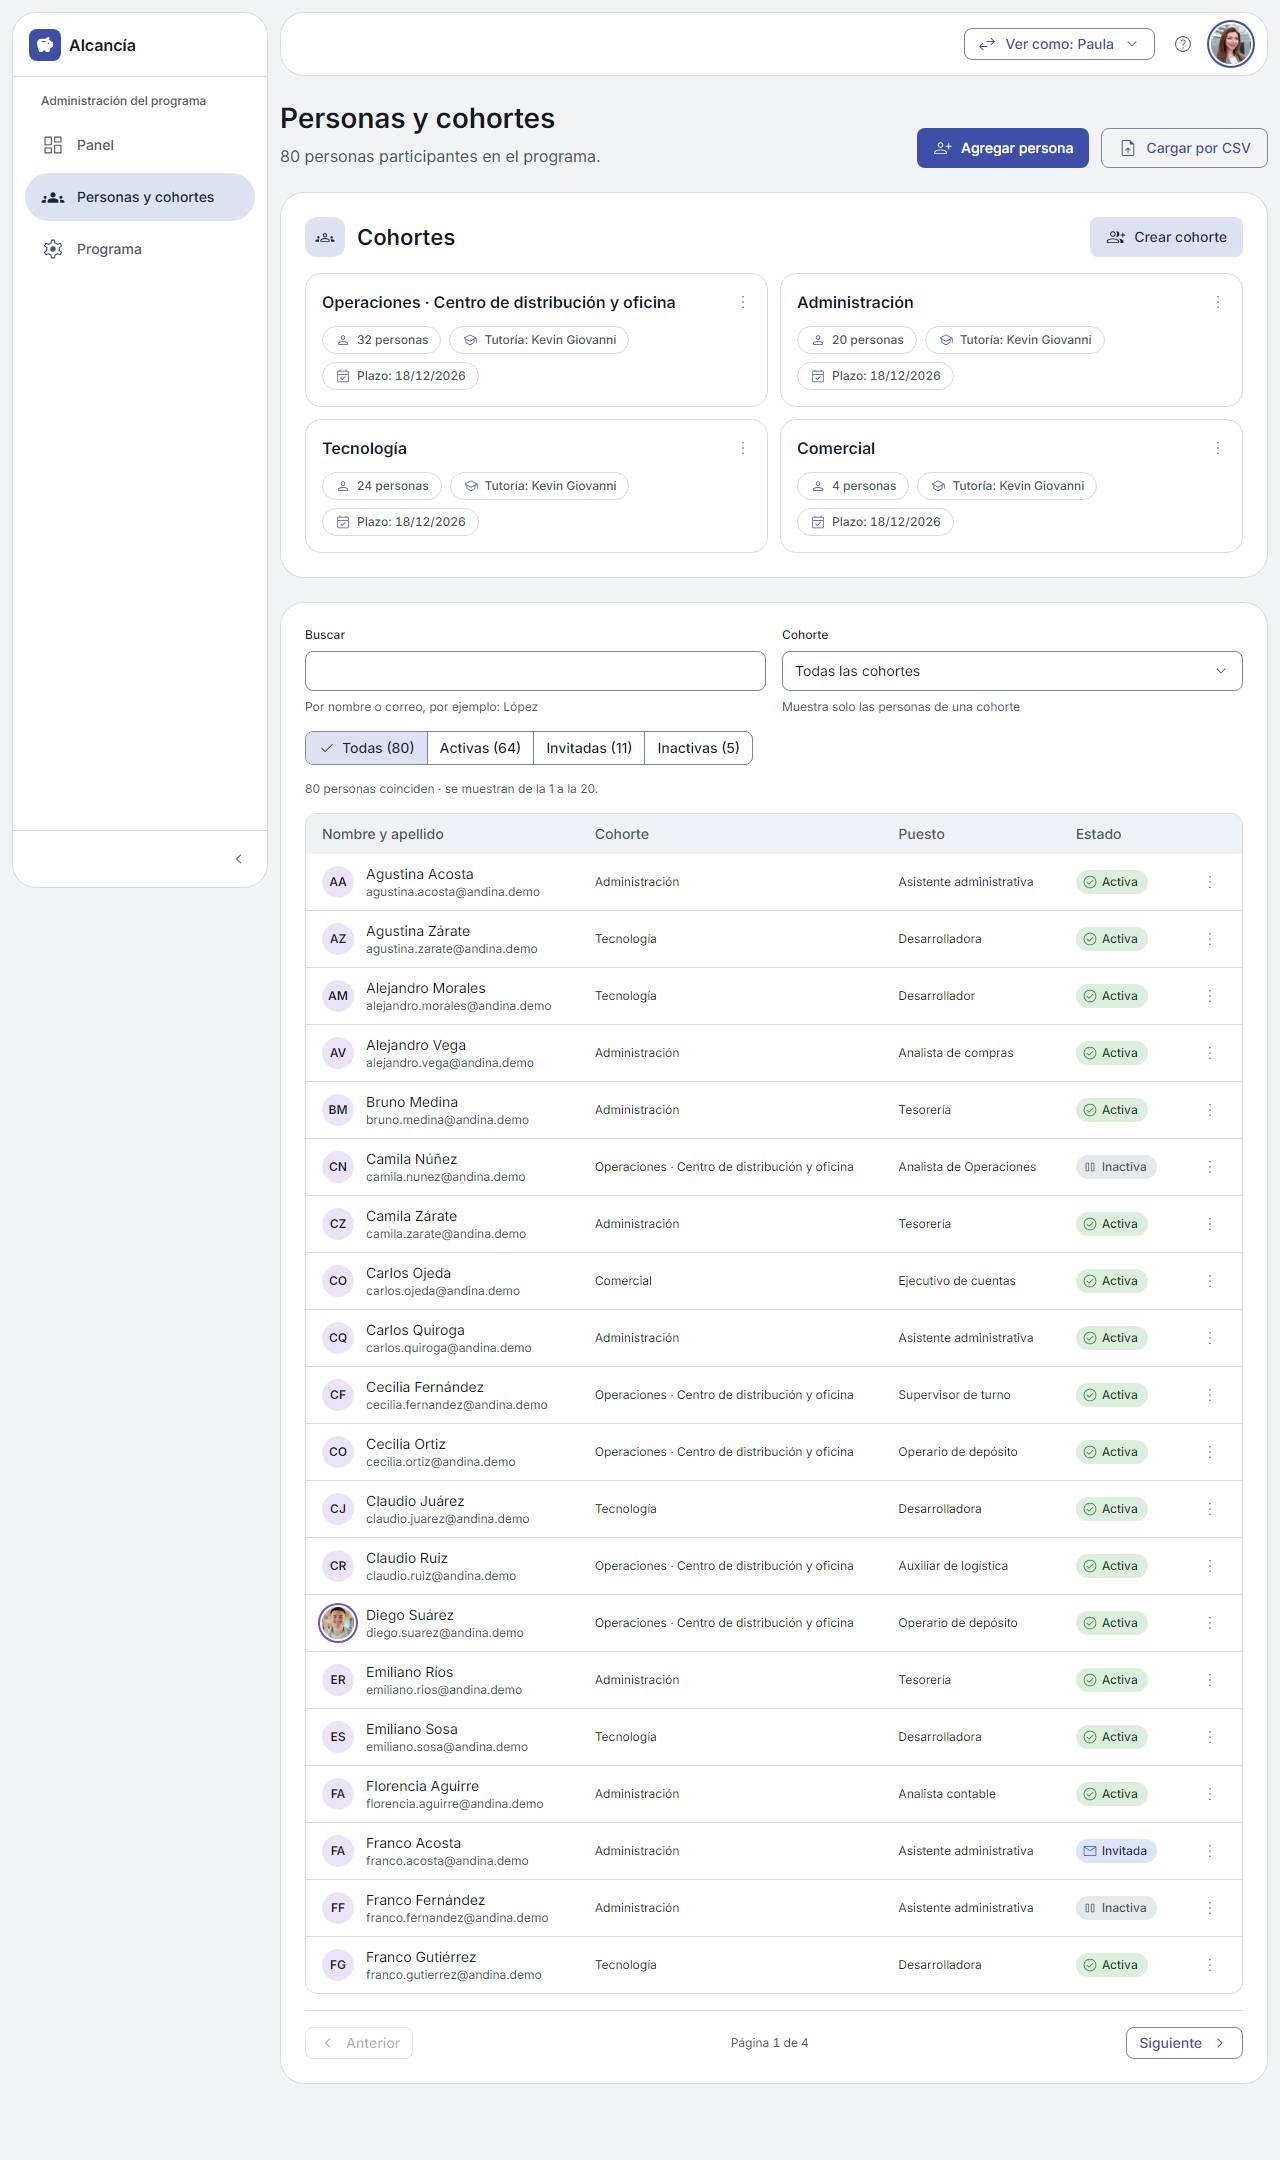 Alcancía
Ver como: Paula
Administración del programa
Panel
Personas y cohortes
Programa
Personas y cohortes
80 personas participantes en el programa.
Agregar persona
Cargar por CSV
Cohortes
Crear cohorte
Operaciones · Centro de distribución y oficina
32 personas
Tutoría: Kevin Giovanni
Plazo: 18/12/2026
Administración
20 personas
Tutoría: Kevin Giovanni
Plazo: 18/12/2026
Tecnología
24 personas
Tutoría: Kevin Giovanni
Plazo: 18/12/2026
Comercial
4 personas
Tutoría: Kevin Giovanni
Plazo: 18/12/2026
Buscar
Por nombre o correo, por ejemplo: López
Cohorte
Todas las cohortes
Muestra solo las personas de una cohorte
Todas (80)
Activas (64)
Invitadas (11)
Inactivas (5)
80 personas coinciden · se muestran de la 1 a la 20.
Nombre y apellido Cohorte Puesto Estado
AA Agustina Acosta Administración Asistente administrativa Activa
agustina.acosta@andina.demo
AZ Agustina Zárate Tecnología Desarrolladora Activa
agustina.zarate@andina.demo
AM Alejandro Morales Tecnología Desarrollador Activa
alejandro.morales@andina.demo
AV Alejandro Vega Administración Analista de compras Activa
alejandro.vega@andina.demo
BM Bruno Medina Administración Tesorería Activa
bruno.medina@andina.demo
CN Camila Núñez Operaciones · Centro de distribución y oficina Analista de Operaciones Inactiva
camila.nunez@andina.demo
CZ Camila Zárate Administración Tesorería Activa
camila.zarate@andina.demo
CO Carlos Ojeda Comercial Ejecutivo de cuentas Activa
carlos.ojeda@andina.demo
CQ Carlos Quiroga Administración Asistente administrativa Activa
carlos.quiroga@andina.demo
CF Cecilia Fernández Operaciones · Centro de distribución y oficina Supervisor de turno Activa
cecilia.fernandez@andina.demo
CO Cecilia Ortiz Operaciones · Centro de distribución y oficina Operario de depósito Activa
cecilia.ortiz@andina.demo
CJ Claudio Juárez Tecnología Desarrolladora Activa
claudio.juarez@andina.demo
CR Claudio Ruiz Operaciones · Centro de distribución y oficina Auxiliar de logística Activa
claudio.ruiz@andina.demo
Diego Suárez Operaciones · Centro de distribución y oficina Operario de depósito Activa
diego.suarez@andina.demo
ER Emiliano Ríos Administración Tesorería Activa
emiliano.rios@andina.demo
ES Emiliano Sosa Tecnología Desarrolladora Activa
emiliano.sosa@andina.demo
FA Florencia Aguirre Administración Analista contable Activa
florencia.aguirre@andina.demo
FA Franco Acosta Administración Asistente administrativa Invitada
franco.acosta@andina.demo
FF Franco Fernández Administración Asistente administrativa Inactiva
franco.fernandez@andina.demo
FG Franco Gutiérrez Tecnología Desarrolladora Activa
franco.gutierrez@andina.demo
Anterior
Página 1 de 4
Siguiente